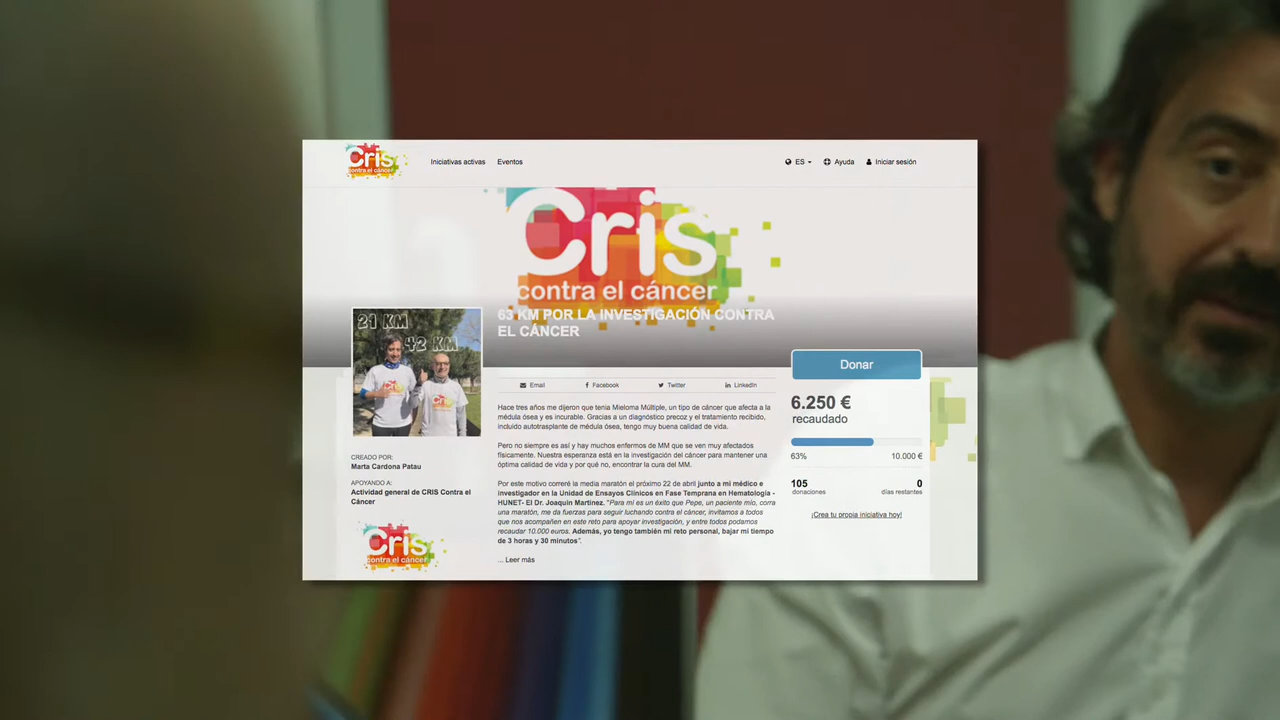 Cris
contra el cáncer
Iniciativas activas
Eventos
ES
Ayuda
Iniciar sesión
Cris
contra el cáncer
63 KM POR LA INVESTIGACIÓN CONTRA
EL CÁNCER
21 KM
42 KM
Donar
Email
Facebook
Twitter
LinkedIn
6.250 €
recaudado
63%
10.000 €
105
donaciones
0
días restantes
¡Crea tu propia iniciativa hoy!
Hace tres años me dijeron que tenía Mieloma Múltiple, un tipo de cáncer que afecta a la
médula ósea y es incurable. Gracias a un diagnóstico precoz y el tratamiento recibido,
incluido autotrasplante de médula ósea, tengo muy buena calidad de vida.
Pero no siempre es así y hay muchos enfermos de MM que se ven muy afectados
físicamente. Nuestra esperanza está en la investigación del cáncer para mantener una
óptima calidad de vida y por qué no, encontrar la cura del MM.
Por este motivo correré la media maratón el próximo 22 de abril junto a mi médico e
investigador en la Unidad de Ensayos Clínicos en Fase Temprana en Hematología -
HUNET- El Dr. Joaquín Martínez. "Para mí es un éxito que Pepe, un paciente mío, corra
una maratón, me da fuerzas para seguir luchando contra el cáncer, invitamos a todos
que nos acompañen en este reto para apoyar investigación, y entre todos podamos
recaudar 10.000 euros. Además, yo tengo también mi reto personal, bajar mi tiempo
de 3 horas y 30 minutos".
... Leer más
CREADO POR:
Marta Cardona Patau
APOYANDO A:
Actividad general de CRIS Contra el
Cáncer
Cris
contra el cáncer